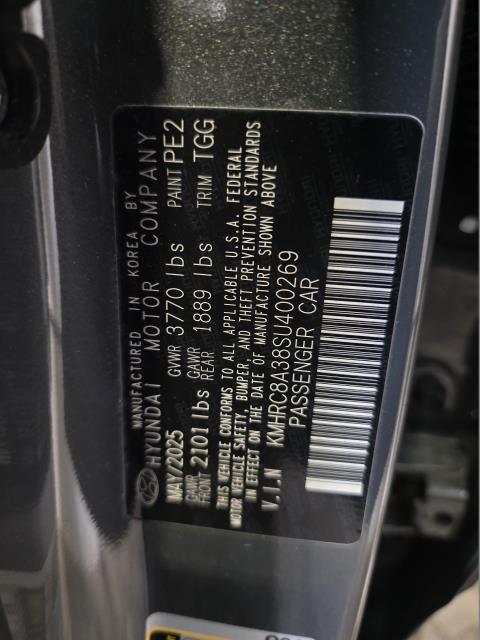 MANUFACTURED IN KOREA BY
HYUNDAI MOTOR COMPANY
MAY/2025 GVWR 3770 lbs PAINT PE2
GAWR FRONT 2101 lbs GAWR REAR 1889 lbs TRIM TGG
THIS VEHICLE CONFORMS TO ALL APPLICABLE U.S.A. FEDERAL
MOTOR VEHICLE SAFETY, BUMPER AND THEFT PREVENTION STANDARDS
IN EFFECT ON THE DATE OF MANUFACTURE SHOWN ABOVE
V.I.N KMHRC8A38SU400269
PASSENGER CAR